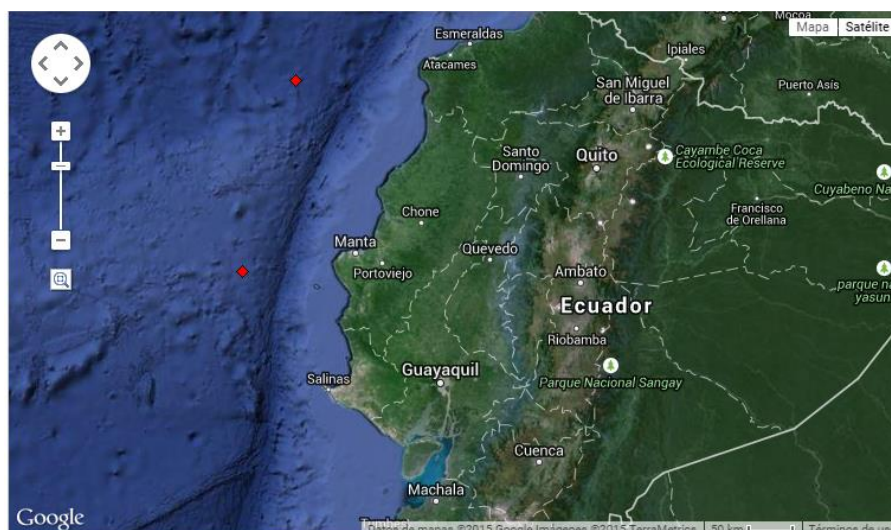 Esmeraldas
Mocoa
Mapa
Satélite
Atacames
Ipiales
San Miguel
de Ibarra
Puerto Asís
Santo
Domingo
Quito
Cayambe Coca
Ecological Reserve
Cuyabeno Na
Chone
Francisco
de Orellana
Manta
Quevedo
Portoviejo
Ambato
parque na
yasun
Ecuador
Riobamba
Salinas
Guayaquil
Parque Nacional Sangay
Cuenca
Machala
Google
Datos de mapas ©2015 Google Imágenes ©2015 TerraMetrics
50 km
Términos de